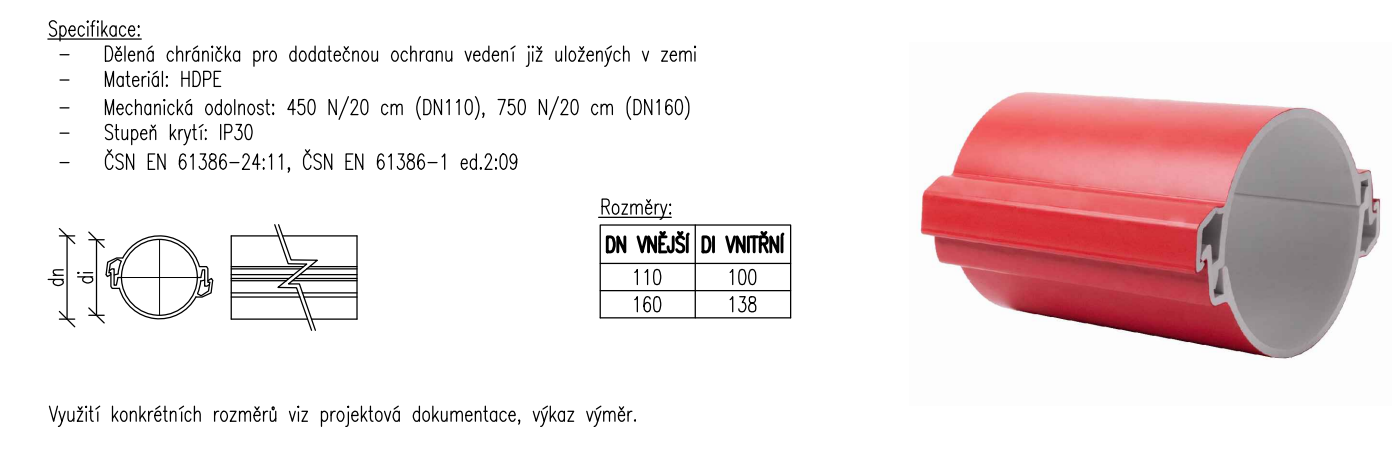 Specifikace:
– Dělená chránička pro dodatečnou ochranu vedení již uložených v zemi
– Materiál: HDPE
– Mechanická odolnost: 450 N/20 cm (DN110), 750 N/20 cm (DN160)
– Stupeň krytí: IP30
– ČSN EN 61386–24:11, ČSN EN 61386–1 ed.2:09
Rozměry:
DN VNĚJŠÍ DI VNITŘNÍ
110 100
160 138
dn
di
Využití konkrétních rozměrů viz projektová dokumentace, výkaz výměr.